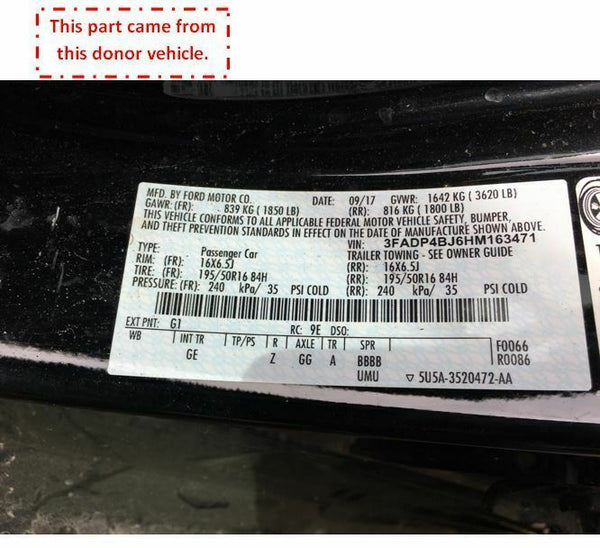 This part came from
this donor vehicle.
MFD. BY FORD MOTOR CO. DATE: 09/17 GVWR: 1642 KG ( 3620 LB)
GAWR: (FR): 839 KG ( 1850 LB) (RR): 816 KG ( 1800 LB)
THIS VEHICLE CONFORMS TO ALL APPLICABLE FEDERAL MOTOR VEHICLE SAFETY, BUMPER,
AND THEFT PREVENTION STANDARDS IN EFFECT ON THE DATE OF MANUFACTURE SHOWN ABOVE.
VIN: 3FADP4BJ6HM163471
TYPE: Passenger Car TRAILER TOWING - SEE OWNER GUIDE
RIM: (FR): 16X6.5J (RR): 16X6.5J
TIRE: (FR): 195/50R16 84H (RR): 195/50R16 84H
PRESSURE: (FR): 240 kPa/ 35 PSI COLD (RR): 240 kPa/ 35 PSI COLD
EXT PNT: G1 RC: 9E DSO:
WB INT TR TP/PS R AXLE TR SPR F0066
GE Z GG A BBBB R0086
UMU ▽ 5U5A-3520472-AA